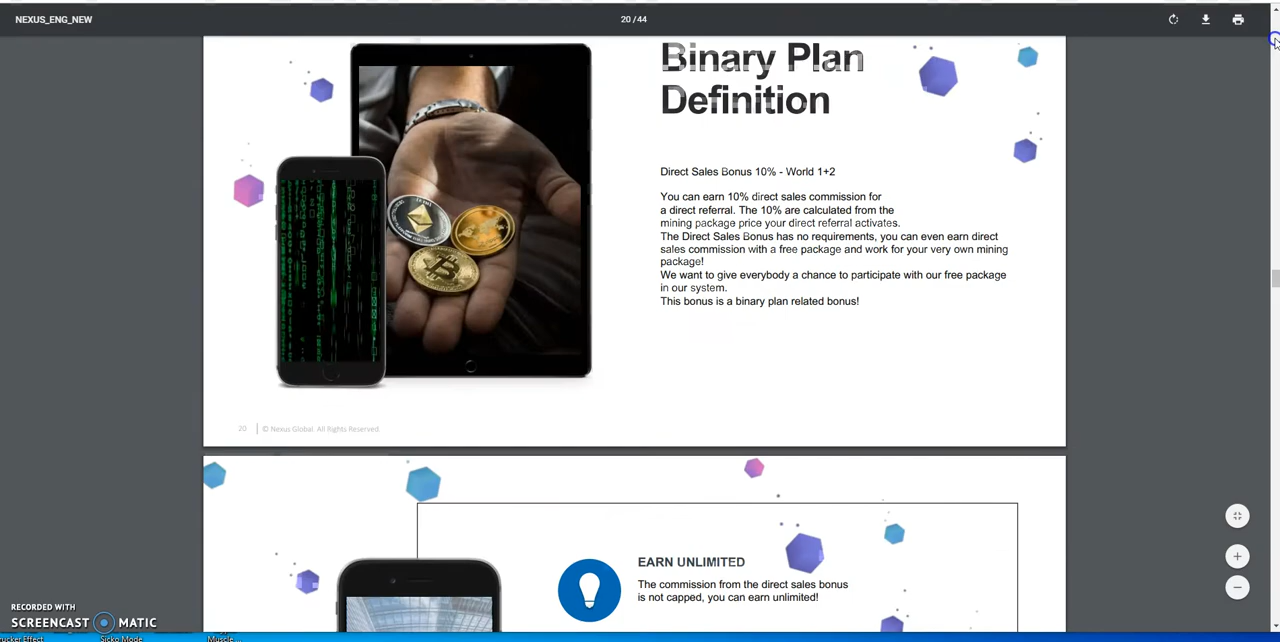 NEXUS_ENG_NEW
20 / 44
Binary Plan
Definition
Direct Sales Bonus 10% - World 1+2
You can earn 10% direct sales commission for
a direct referral. The 10% are calculated from the
mining package price your direct referral activates.
The Direct Sales Bonus has no requirements, you can even earn direct
sales commission with a free package and work for your very own mining
package!
We want to give everybody a chance to participate with our free package
in our system.
This bonus is a binary plan related bonus!
20
© Nexus Global. All Rights Reserved.
EARN UNLIMITED
The commission from the direct sales bonus
is not capped, you can earn unlimited!
RECORDED WITH
SCREENCAST MATIC
rucker Effect
Sicko Mode
Muscle ...